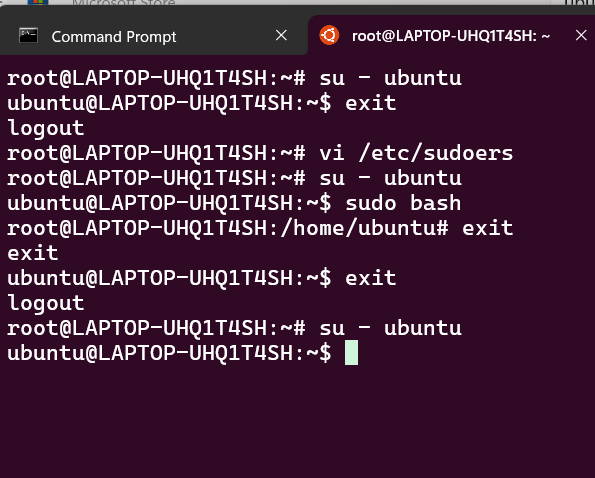 Microsoft Store
Command Prompt
root@LAPTOP-UHQ1T4SH: ~
root@LAPTOP-UHQ1T4SH:~# su - ubuntu
ubuntu@LAPTOP-UHQ1T4SH:~$ exit
logout
root@LAPTOP-UHQ1T4SH:~# vi /etc/sudoers
root@LAPTOP-UHQ1T4SH:~# su - ubuntu
ubuntu@LAPTOP-UHQ1T4SH:~$ sudo bash
root@LAPTOP-UHQ1T4SH:/home/ubuntu# exit
exit
ubuntu@LAPTOP-UHQ1T4SH:~$ exit
logout
root@LAPTOP-UHQ1T4SH:~# su - ubuntu
ubuntu@LAPTOP-UHQ1T4SH:~$